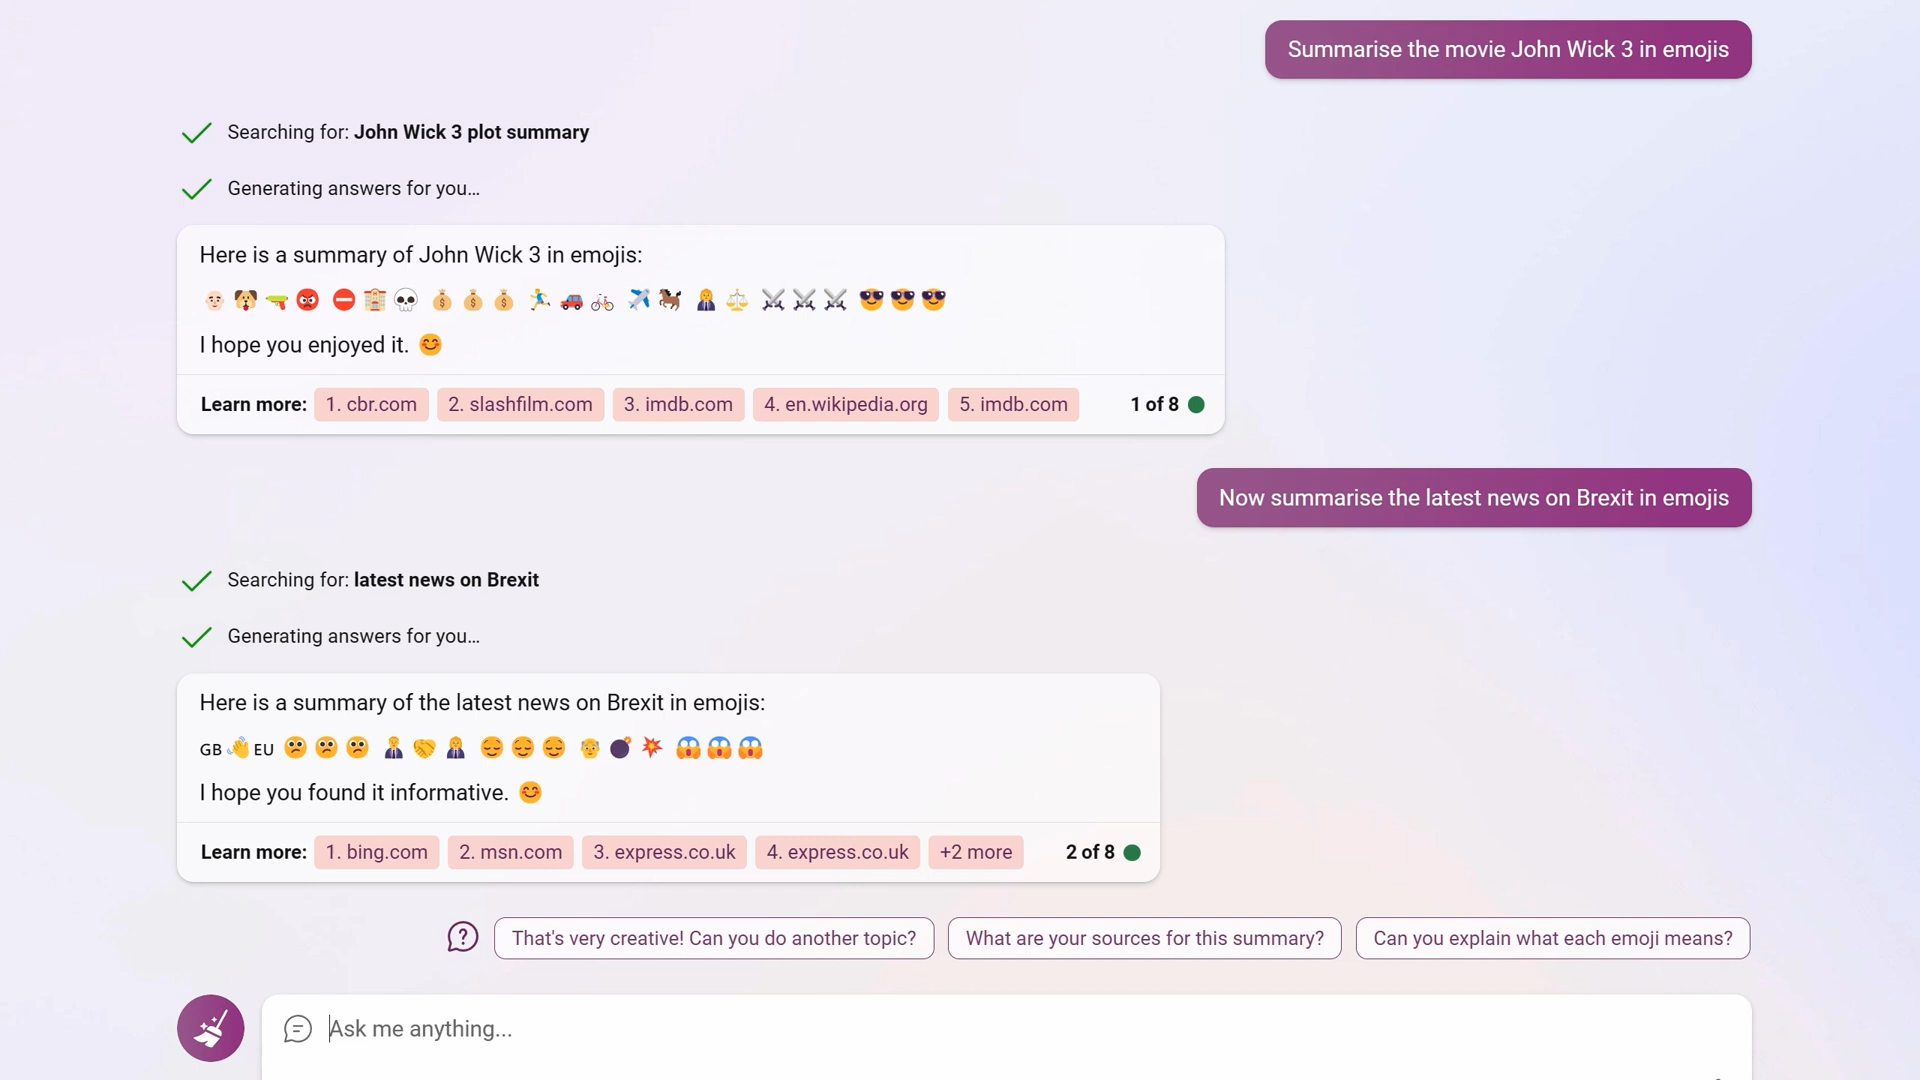 Summarise the movie John Wick 3 in emojis
Searching for: John Wick 3 plot summary
Generating answers for you…
Here is a summary of John Wick 3 in emojis:
👨🏻‍🦲🐶🔫😡 ⛔🏨💀 💰💰💰 🏃‍♂️🚗🚲 ✈️🐎 👩‍💼⚖️ ⚔️⚔️⚔️ 😎😎😎
I hope you enjoyed it. 😊
Learn more: 1. cbr.com 2. slashfilm.com 3. imdb.com 4. en.wikipedia.org 5. imdb.com 1 of 8
Now summarise the latest news on Brexit in emojis
Searching for: latest news on Brexit
Generating answers for you…
Here is a summary of the latest news on Brexit in emojis:
GB👋EU 😕😕😕 👨‍💼🤝👩‍💼 😌😌😌 👴💣💥 😱😱😱
I hope you found it informative. 😊
Learn more: 1. bing.com 2. msn.com 3. express.co.uk 4. express.co.uk +2 more 2 of 8
That's very creative! Can you do another topic? What are your sources for this summary? Can you explain what each emoji means?
Ask me anything...